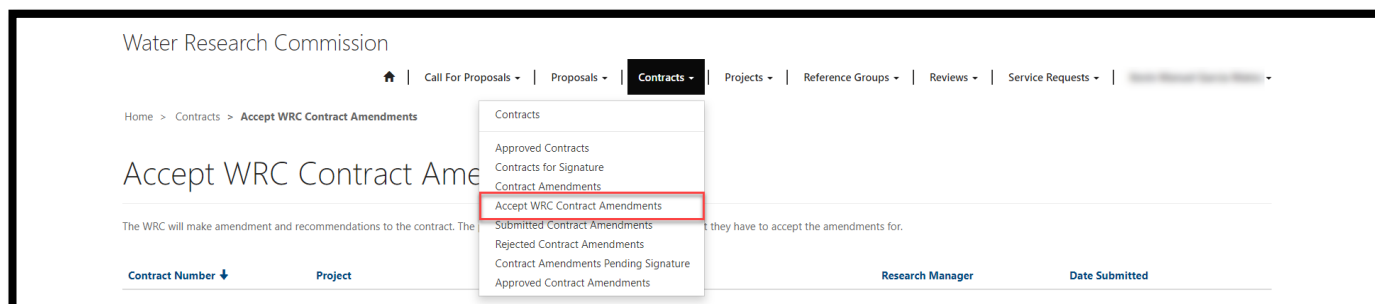 Water Research Commission
Call For Proposals | Proposals | Contracts | Projects | Reference Groups | Reviews | Service Requests |
Home > Contracts > Accept WRC Contract Amendments
Contracts
Approved Contracts
Contracts for Signature
Contract Amendments
Accept WRC Contract Amendments
Submitted Contract Amendments
Rejected Contract Amendments
Contract Amendments Pending Signature
Approved Contract Amendments
Accept WRC Contract Ame
The WRC will make amendment and recommendations to the contract. The
t they have to accept the amendments for.
Contract Number Project Research Manager Date Submitted